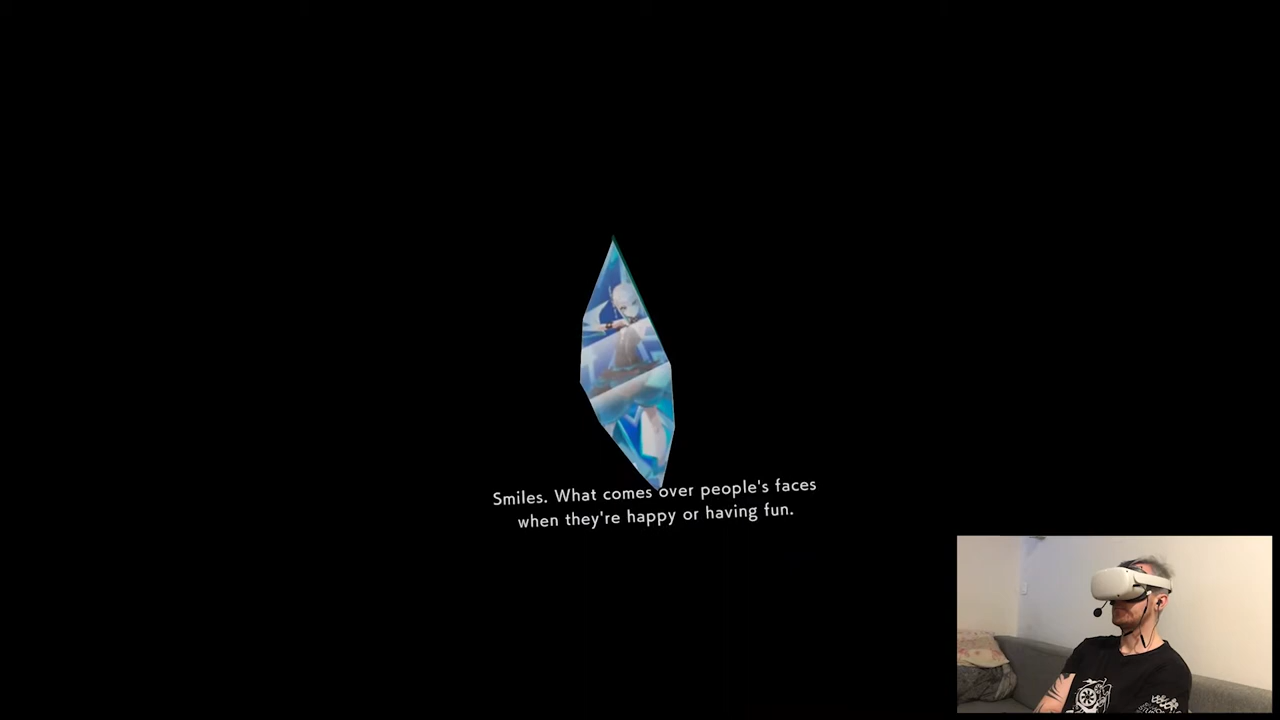 Smiles. What comes over people's faces
when they're happy or having fun.